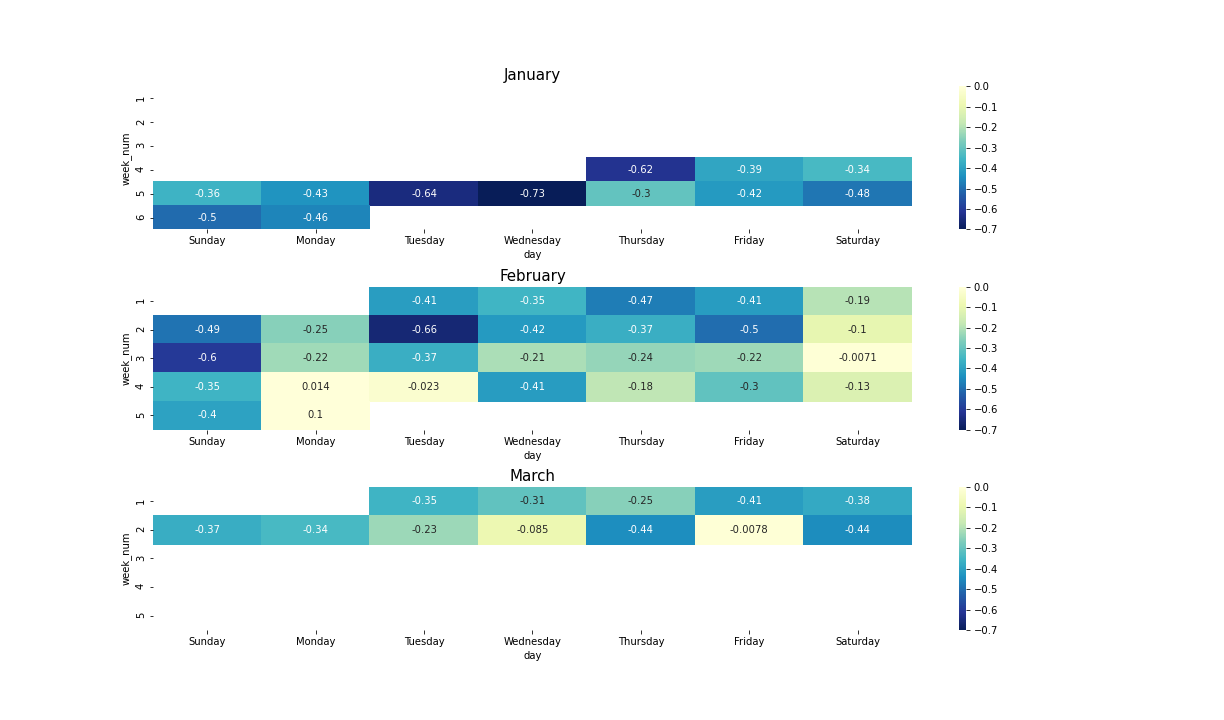 January
1
2
3
4
5
6
week_num
-0.62 -0.39 -0.34
-0.36 -0.43 -0.64 -0.73 -0.3 -0.42 -0.48
-0.5 -0.46
Sunday Monday Tuesday Wednesday Thursday Friday Saturday
day
0.0
−0.1
−0.2
−0.3
−0.4
−0.5
−0.6
−0.7
February
1
2
3
4
5
week_num
-0.41 -0.35 -0.47 -0.41 -0.19
-0.49 -0.25 -0.66 -0.42 -0.37 -0.5 -0.1
-0.6 -0.22 -0.37 -0.21 -0.24 -0.22 -0.0071
-0.35 0.014 -0.023 -0.41 -0.18 -0.3 -0.13
-0.4 0.1
Sunday Monday Tuesday Wednesday Thursday Friday Saturday
day
0.0
−0.1
−0.2
−0.3
−0.4
−0.5
−0.6
−0.7
March
1
2
3
4
5
week_num
-0.35 -0.31 -0.25 -0.41 -0.38
-0.37 -0.34 -0.23 -0.085 -0.44 -0.0078 -0.44
Sunday Monday Tuesday Wednesday Thursday Friday Saturday
day
0.0
−0.1
−0.2
−0.3
−0.4
−0.5
−0.6
−0.7